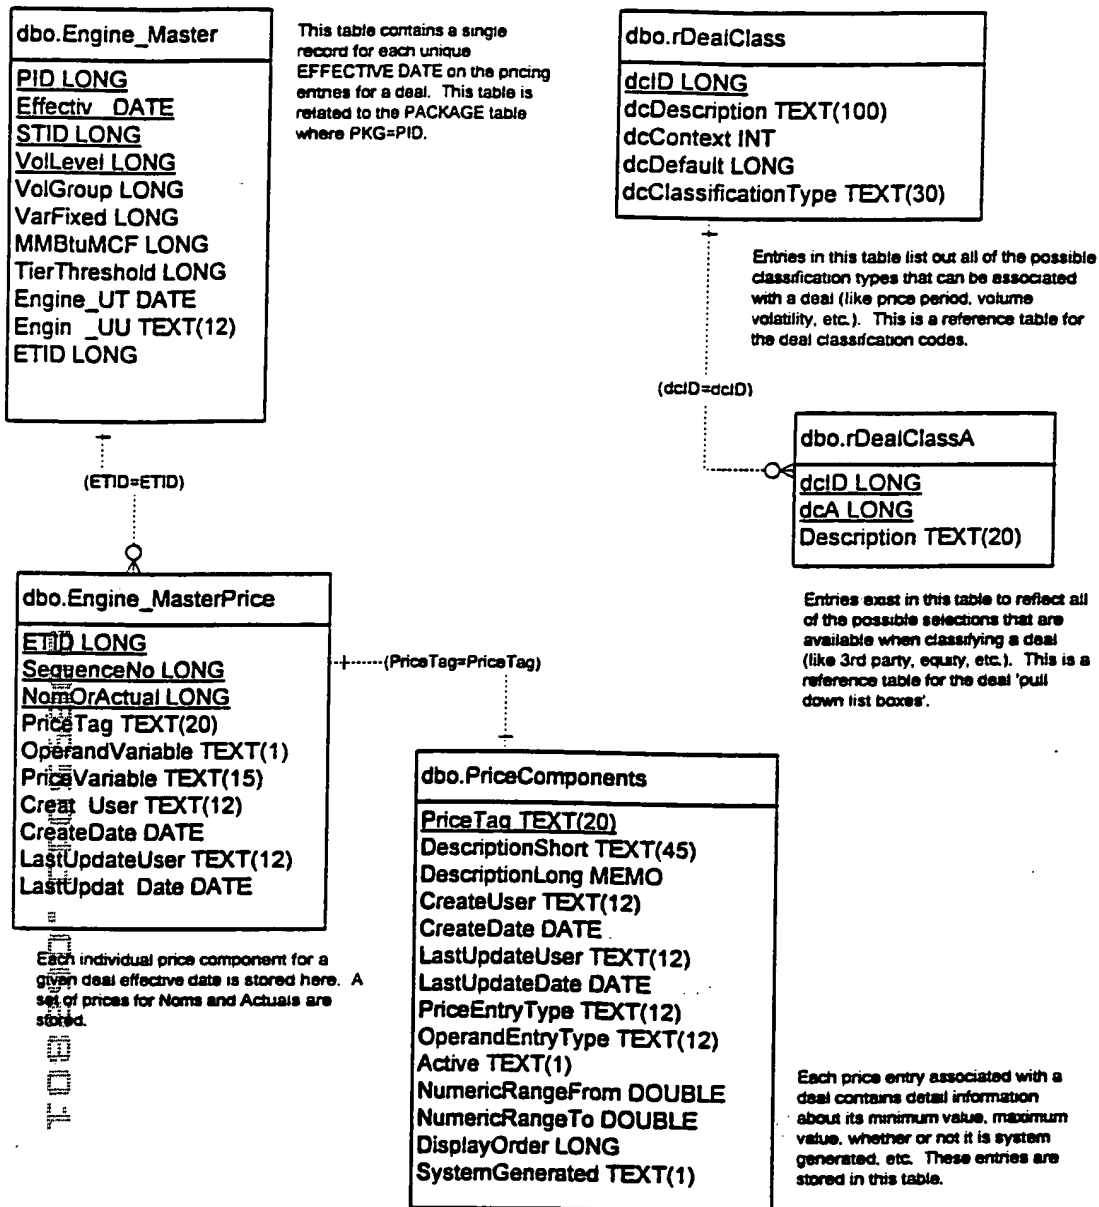 dbo.Engine_Master
PID LONG
Effectiv DATE
STID LONG
VolLevel LONG
VolGroup LONG
VarFixed LONG
MMBtuMCF LONG
TierThreshold LONG
Engine_UT DATE
Engin _UU TEXT(12)
ETID LONG
This table contains a single
record for each unique
EFFECTIVE DATE on the pricing
entries for a deal. This table is
related to the PACKAGE table
where PKG=PID.
dbo.rDealClass
dcID LONG
dcDescription TEXT(100)
dcContext INT
dcDefault LONG
dcClassificationType TEXT(30)
Entries in this table list out all of the possible
classification types that can be associated
with a deal (like price period, volume
volatility, etc.). This is a reference table for
the deal classifcation codes.
(dcID=dcID)
dbo.rDealClassA
dcID LONG
dcA LONG
Description TEXT(20)
Entries exist in this table to reflect all
of the possible selections that are
available when classifying a deal
(like 3rd party, equity, etc.). This is a
reference table for the deal 'pull
down list boxes'.
(ETID=ETID)
dbo.Engine_MasterPrice
ETID LONG
SequenceNo LONG
NomOrActual LONG
PriceTag TEXT(20)
OperandVariable TEXT(1)
PriceVariable TEXT(15)
Creat User TEXT(12)
CreateDate DATE
LastUpdateUser TEXT(12)
LastUpdat Date DATE
Each individual price component for a
given deal effective date is stored here. A
set of prices for Noms and Actuals are
stored.
(PriceTag=PriceTag)
dbo.PriceComponents
PriceTag TEXT(20)
DescriptionShort TEXT(45)
DescriptionLong MEMO
CreateUser TEXT(12)
CreateDate DATE
LastUpdateUser TEXT(12)
LastUpdateDate DATE
PriceEntryType TEXT(12)
OperandEntryType TEXT(12)
Active TEXT(1)
NumericRangeFrom DOUBLE
NumericRangeTo DOUBLE
DisplayOrder LONG
SystemGenerated TEXT(1)
Each price entry associated with a
deal contains detail information
about its minimum value, maximum
value, whether or not it is system
generated, etc. These entries are
stored in this table.